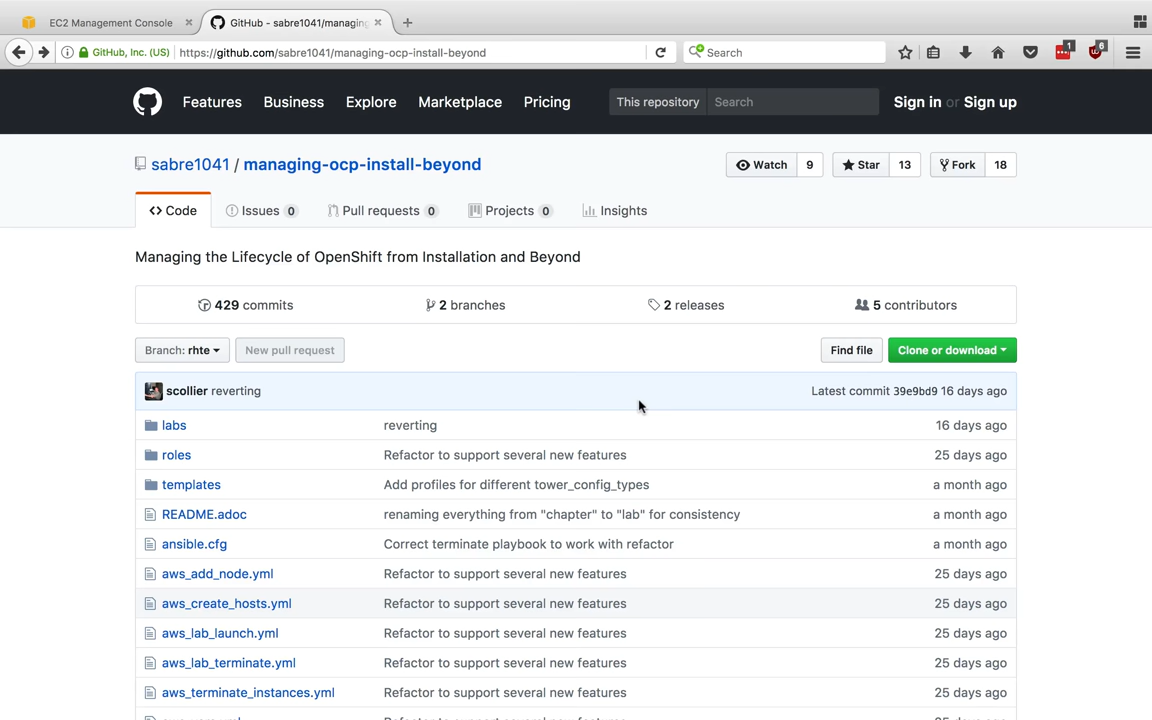 EC2 Management Console × GitHub - sabre1041/managing × +
GitHub, Inc. (US) https://github.com/sabre1041/managing-ocp-install-beyond Search 1 6
Features Business Explore Marketplace Pricing This repository Search Sign in or Sign up
sabre1041 / managing-ocp-install-beyond Watch 9 Star 13 Fork 18
<> Code Issues 0 Pull requests 0 Projects 0 Insights
Managing the Lifecycle of OpenShift from Installation and Beyond
429 commits 2 branches 2 releases 5 contributors
Branch: rhte New pull request Find file Clone or download
scollier reverting Latest commit 39e9bd9 16 days ago
labs reverting 16 days ago
roles Refactor to support several new features 25 days ago
templates Add profiles for different tower_config_types a month ago
README.adoc renaming everything from "chapter" to "lab" for consistency a month ago
ansible.cfg Correct terminate playbook to work with refactor a month ago
aws_add_node.yml Refactor to support several new features 25 days ago
aws_create_hosts.yml Refactor to support several new features 25 days ago
aws_lab_launch.yml Refactor to support several new features 25 days ago
aws_lab_terminate.yml Refactor to support several new features 25 days ago
aws_terminate_instances.yml Refactor to support several new features 25 days ago